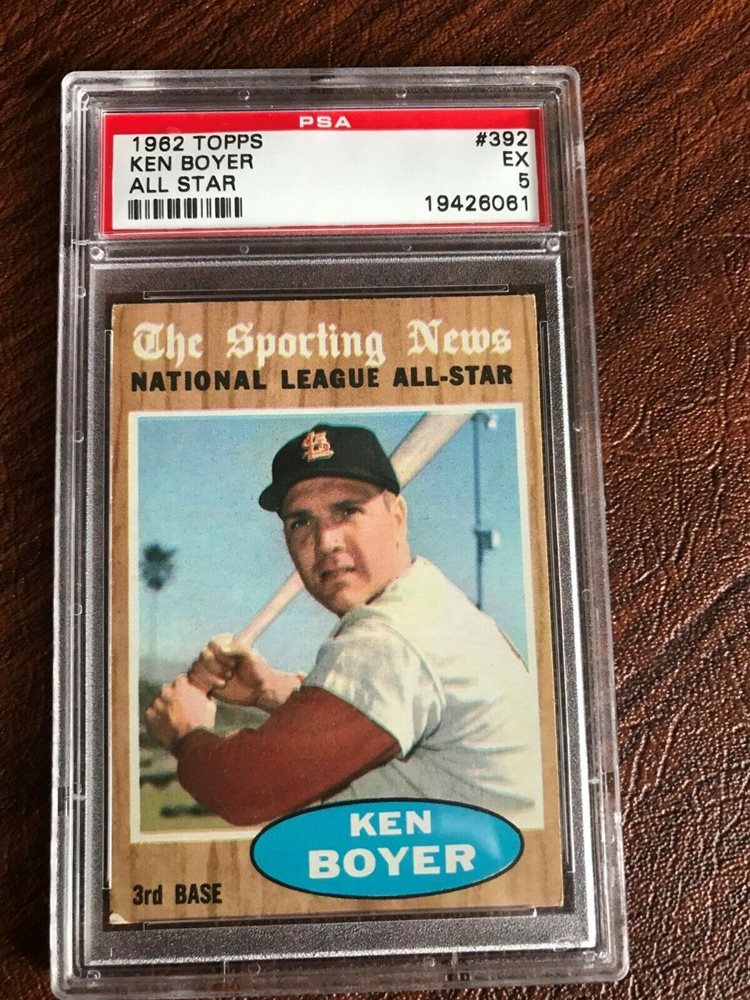 PSA
1962 TOPPS #392
KEN BOYER EX
ALL STAR 5
19426061
The Sporting News
NATIONAL LEAGUE ALL-STAR
StL
KEN
BOYER
3rd BASE